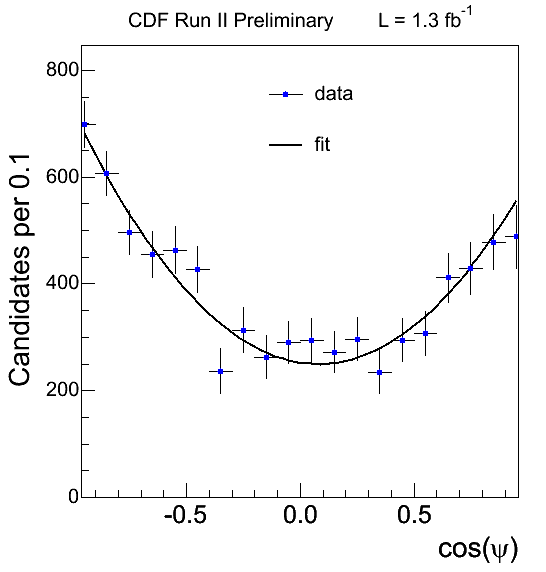 CDF Run II Preliminary L = 1.3 fb⁻¹
800
600
400
200
0
Candidates per 0.1
data
fit
-0.5 0.0 0.5
cos(ψ)